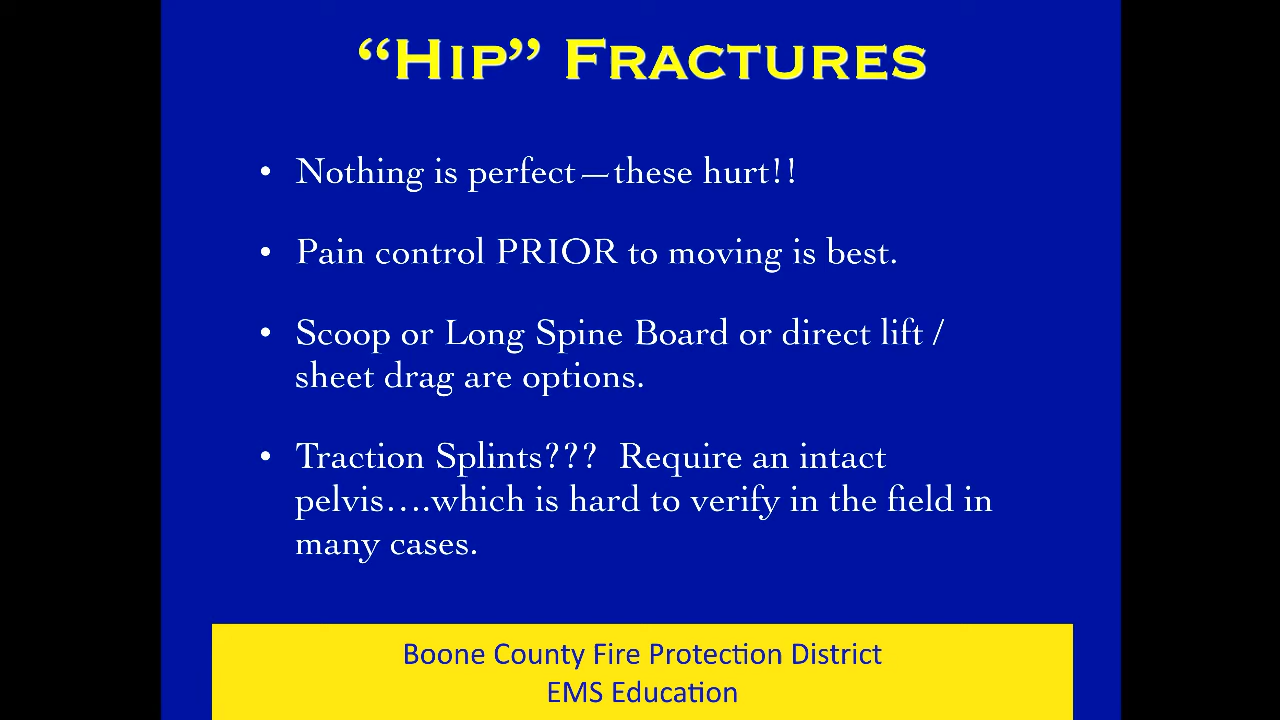 “Hip” Fractures
• Nothing is perfect—these hurt!!
• Pain control PRIOR to moving is best.
• Scoop or Long Spine Board or direct lift /
sheet drag are options.
• Traction Splints??? Require an intact
pelvis….which is hard to verify in the field in
many cases.
Boone County Fire Protection District
EMS Education